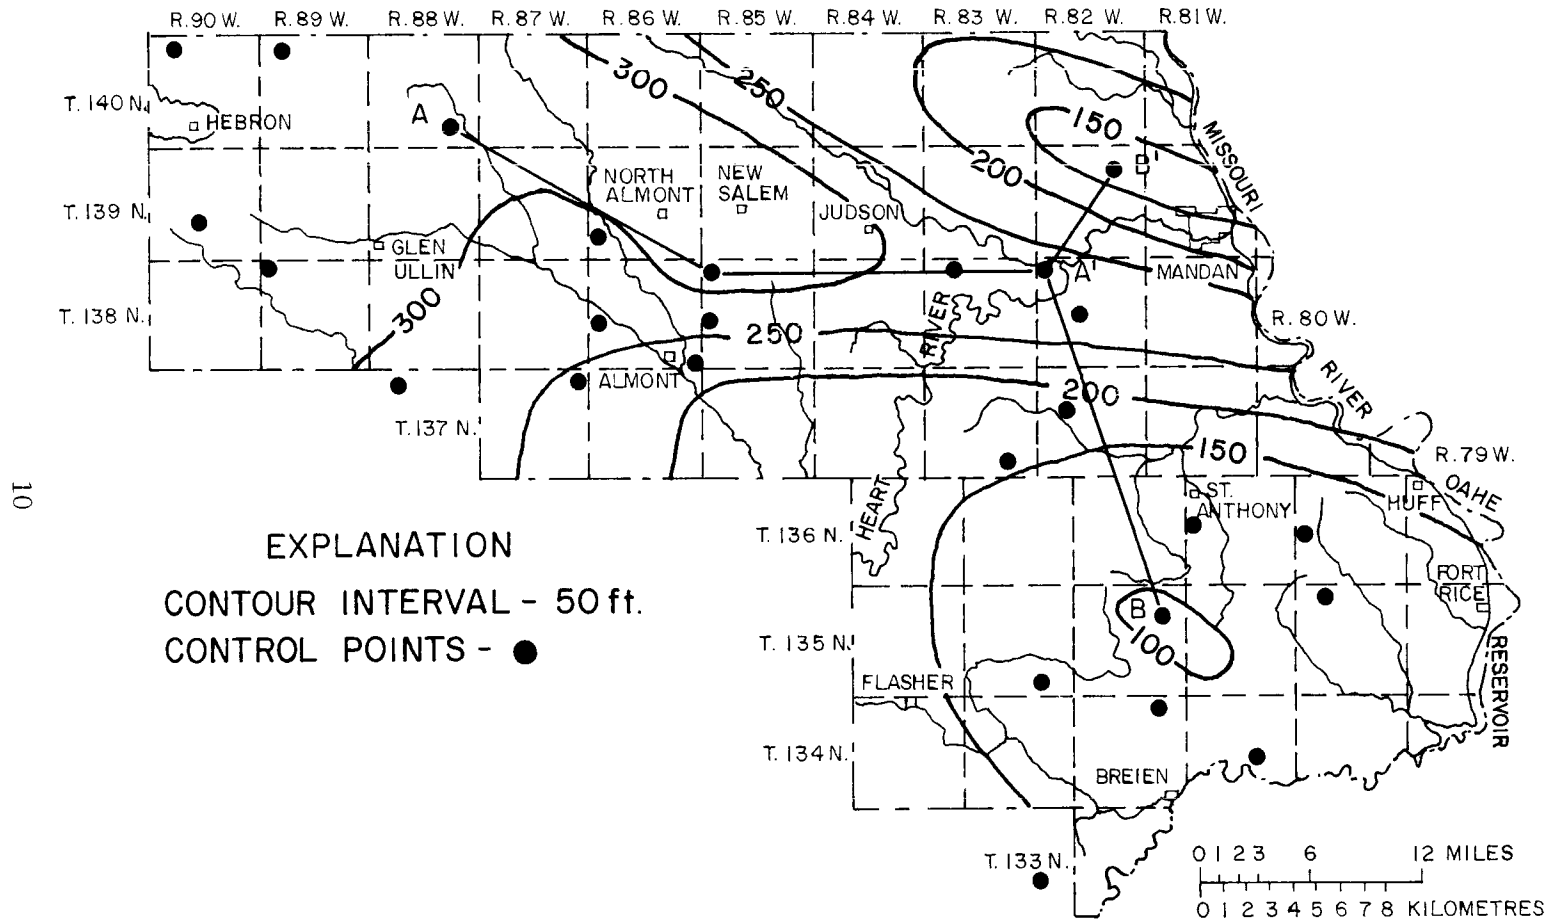 R.90 W. R.89 W. R.88 W. R.87 W. R.86 W. R.85 W. R.84 W. R.83 W. R.82 W. R.81 W.
T. 140 N.
HEBRON
A
300
250
150
200
B'
MISSOURI
NORTH
ALMONT
NEW
SALEM
T. 139 N.
JUDSON
GLEN
ULLIN
A'
MANDAN
T. 138 N.
300
250
RIVER
R. 80 W.
ALMONT
200
RIVER
T. 137 N.
150
R. 79 W.
OAHE
HEART
ST.
ANTHONY
HUFF
10
T. 136 N.
EXPLANATION
CONTOUR INTERVAL - 50 ft.
CONTROL POINTS -
FORT
RICE
B
100
T. 135 N.
RESERVOIR
FLASHER
T. 134 N.
BREIEN
T. 133 N.
0 1 2 3 6 12 MILES
0 1 2 3 4 5 6 7 8 KILOMETRES